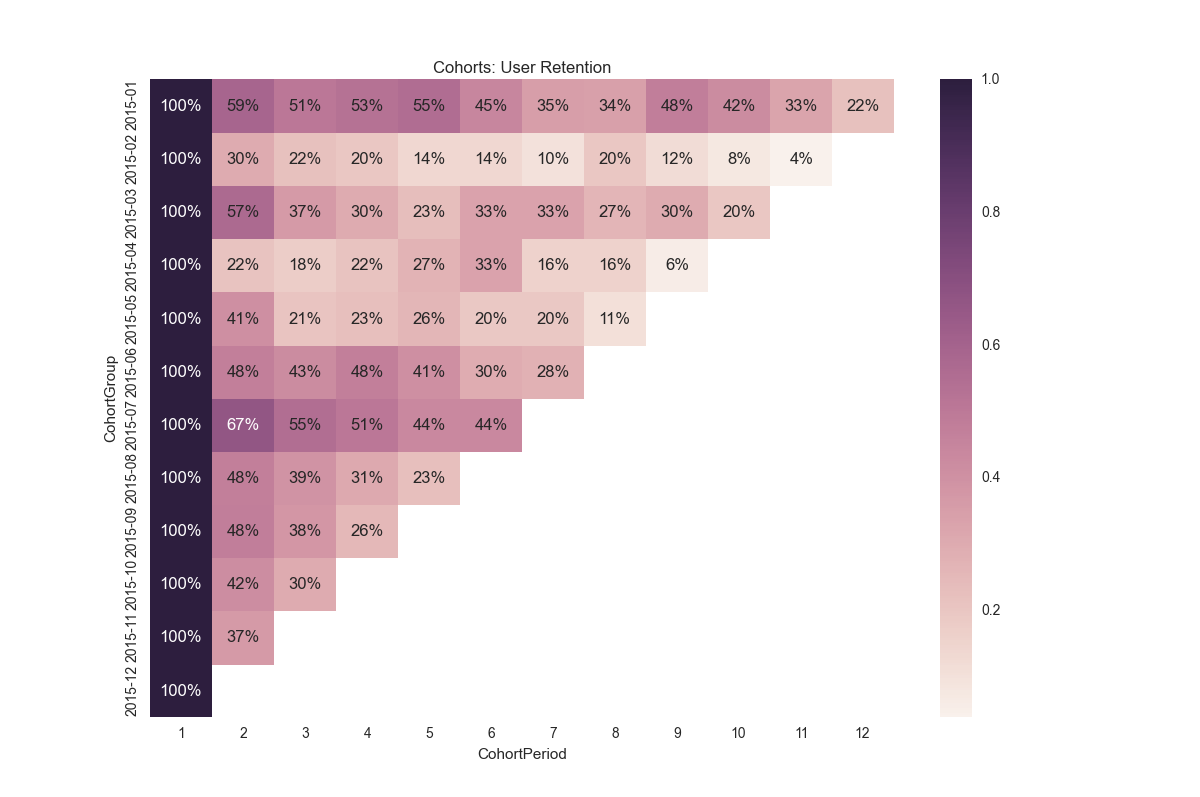 Cohorts: User Retention
CohortGroup
2015-01 100% 59% 51% 53% 55% 45% 35% 34% 48% 42% 33% 22%
2015-02 100% 30% 22% 20% 14% 14% 10% 20% 12% 8% 4%
2015-03 100% 57% 37% 30% 23% 33% 33% 27% 30% 20%
2015-04 100% 22% 18% 22% 27% 33% 16% 16% 6%
2015-05 100% 41% 21% 23% 26% 20% 20% 11%
2015-06 100% 48% 43% 48% 41% 30% 28%
2015-07 100% 67% 55% 51% 44% 44%
2015-08 100% 48% 39% 31% 23%
2015-09 100% 48% 38% 26%
2015-10 100% 42% 30%
2015-11 100% 37%
2015-12 100%
1 2 3 4 5 6 7 8 9 10 11 12
CohortPeriod
1.0
0.8
0.6
0.4
0.2